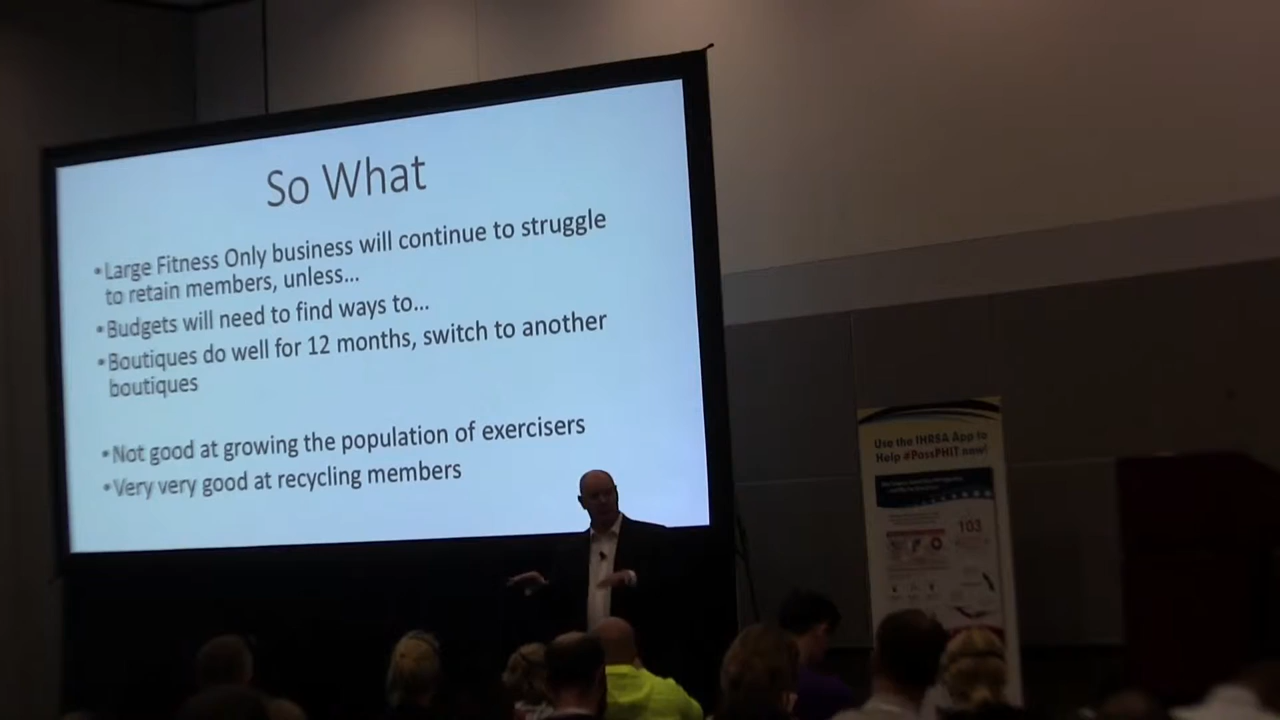 So What
•Large Fitness Only business will continue to struggle
to retain members, unless...
•Budgets will need to find ways to...
•Boutiques do well for 12 months, switch to another
boutiques
•Not good at growing the population of exercisers
•Very very good at recycling members
Use the IHRSA App to
Help #PassPHIT now!
103